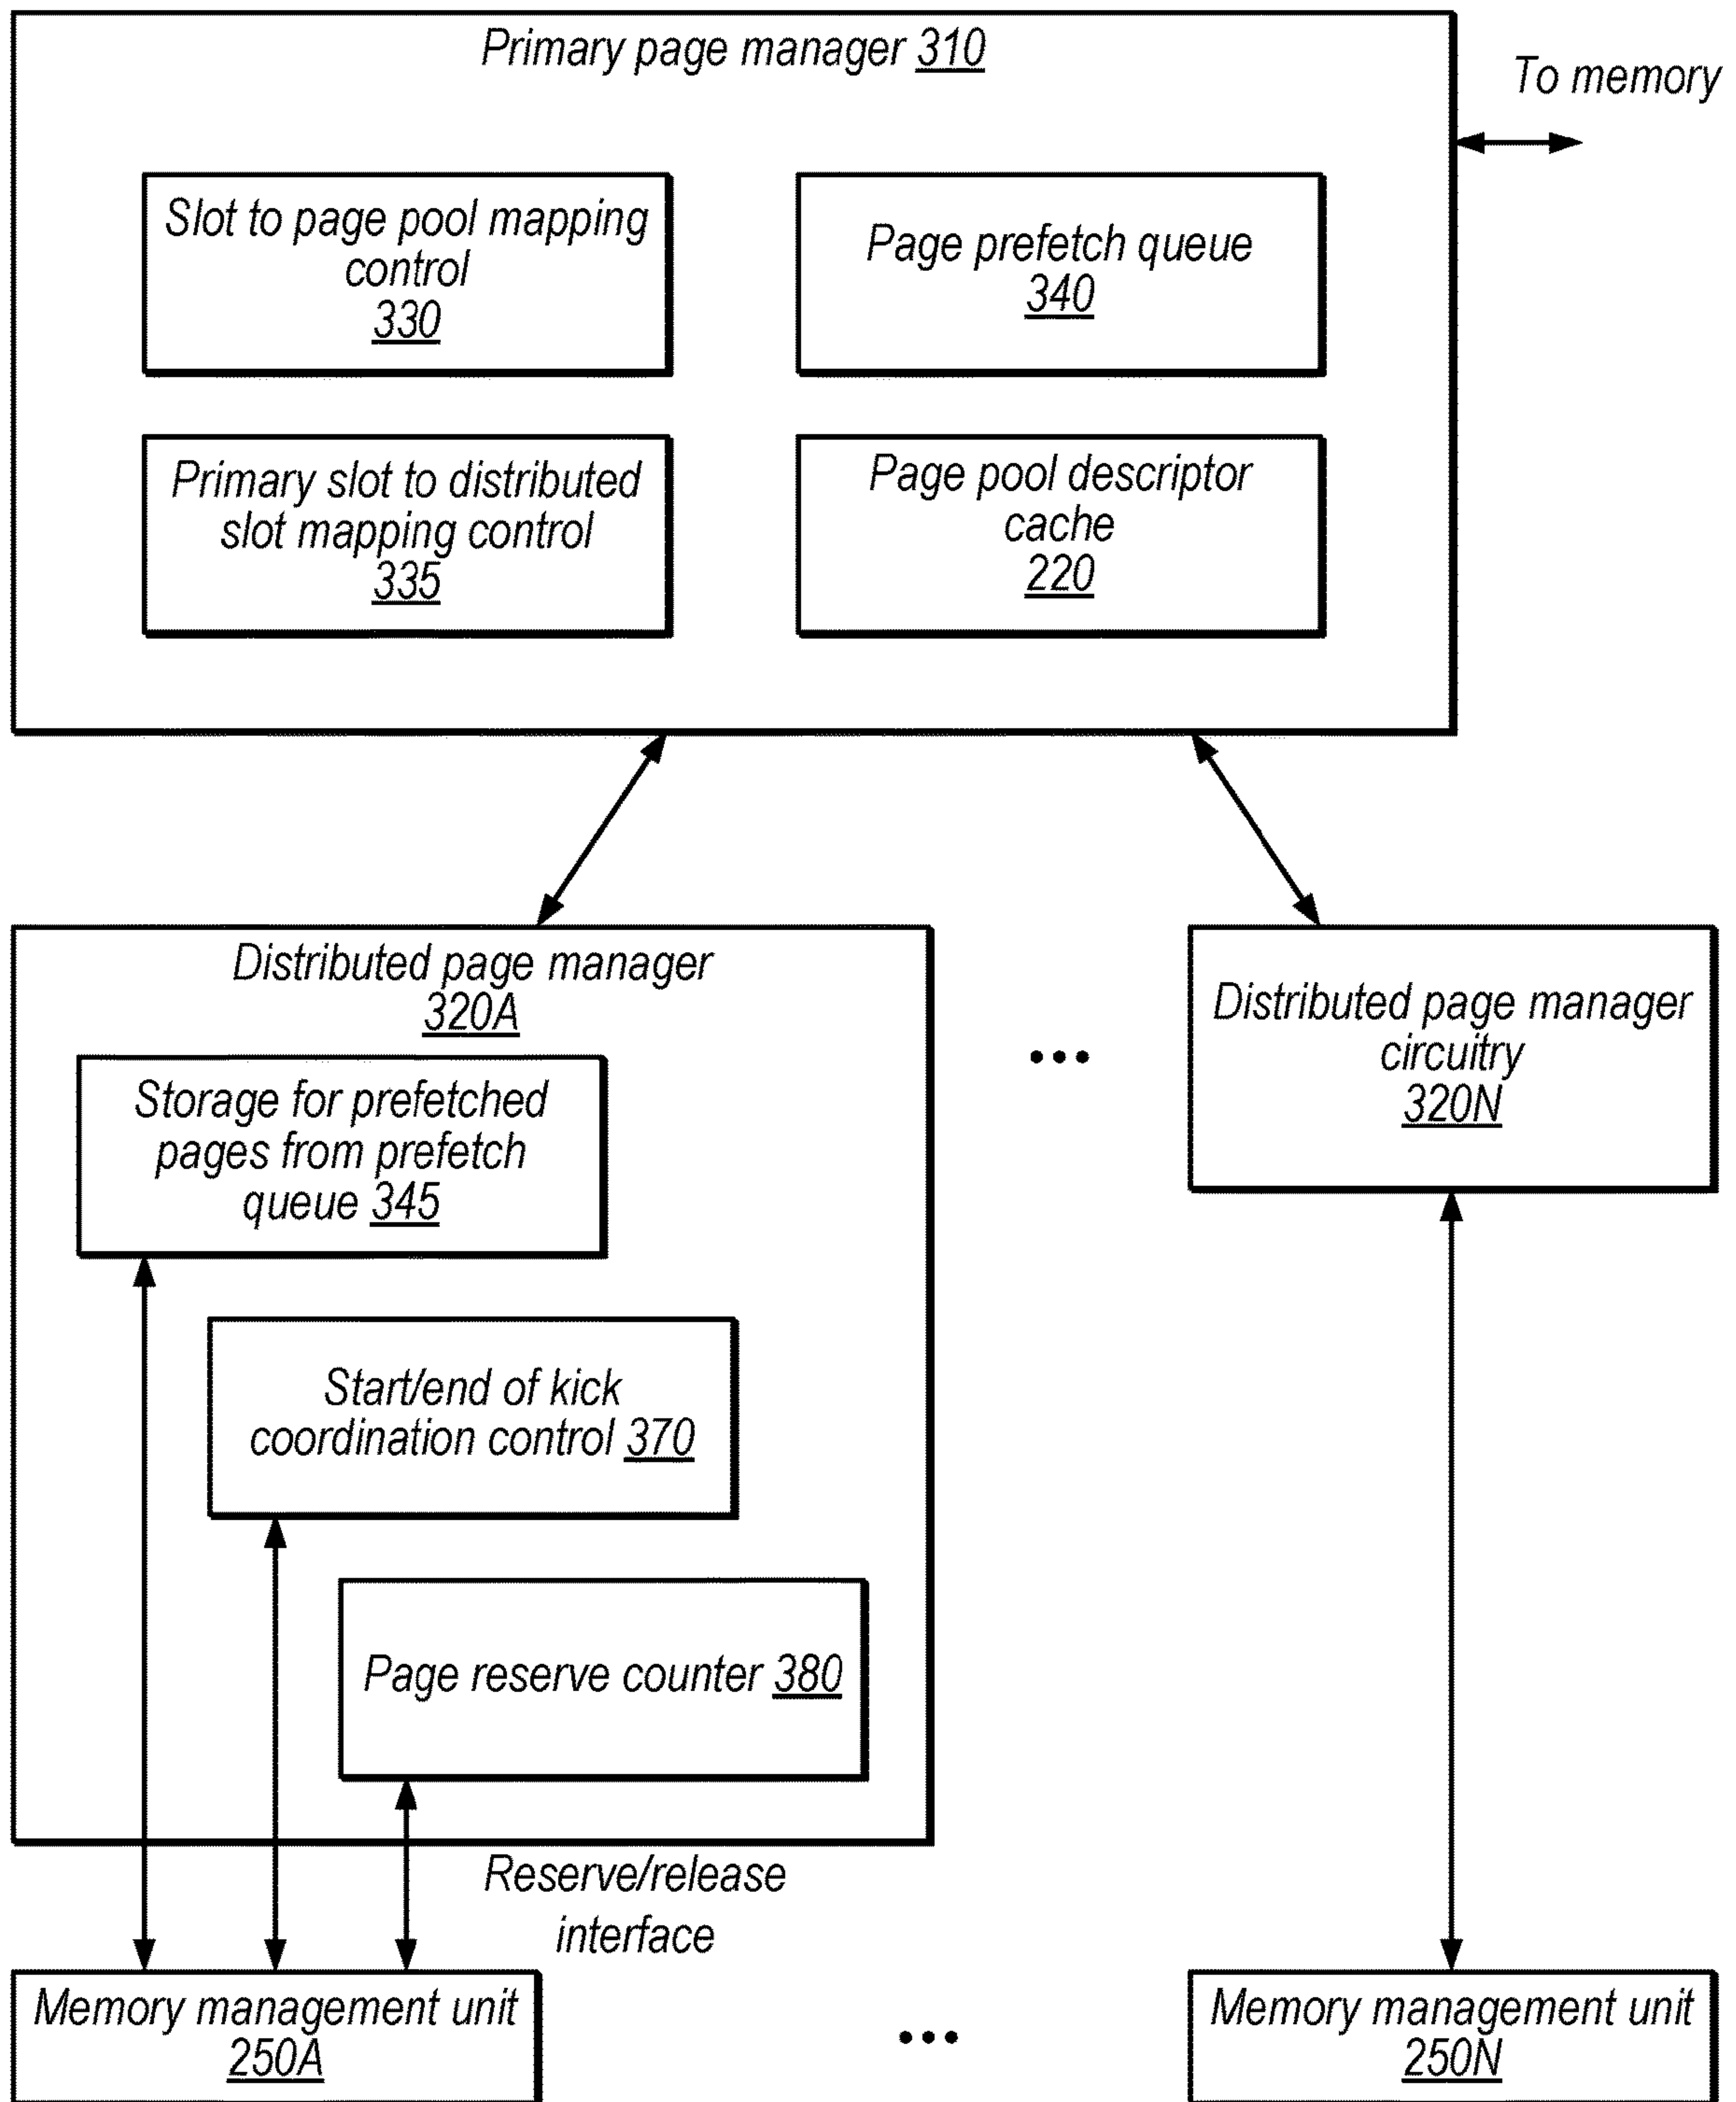 Primary page manager 310
To memory
Slot to page pool mapping
control
330
Page prefetch queue
340
Primary slot to distributed
slot mapping control
335
Page pool descriptor
cache
220
Distributed page manager
320A
Storage for prefetched
pages from prefetch
queue 345
Start/end of kick
coordination control 370
Page reserve counter 380
...
Distributed page manager
circuitry
320N
Reserve/release
interface
Memory management unit
250A
...
Memory management unit
250N